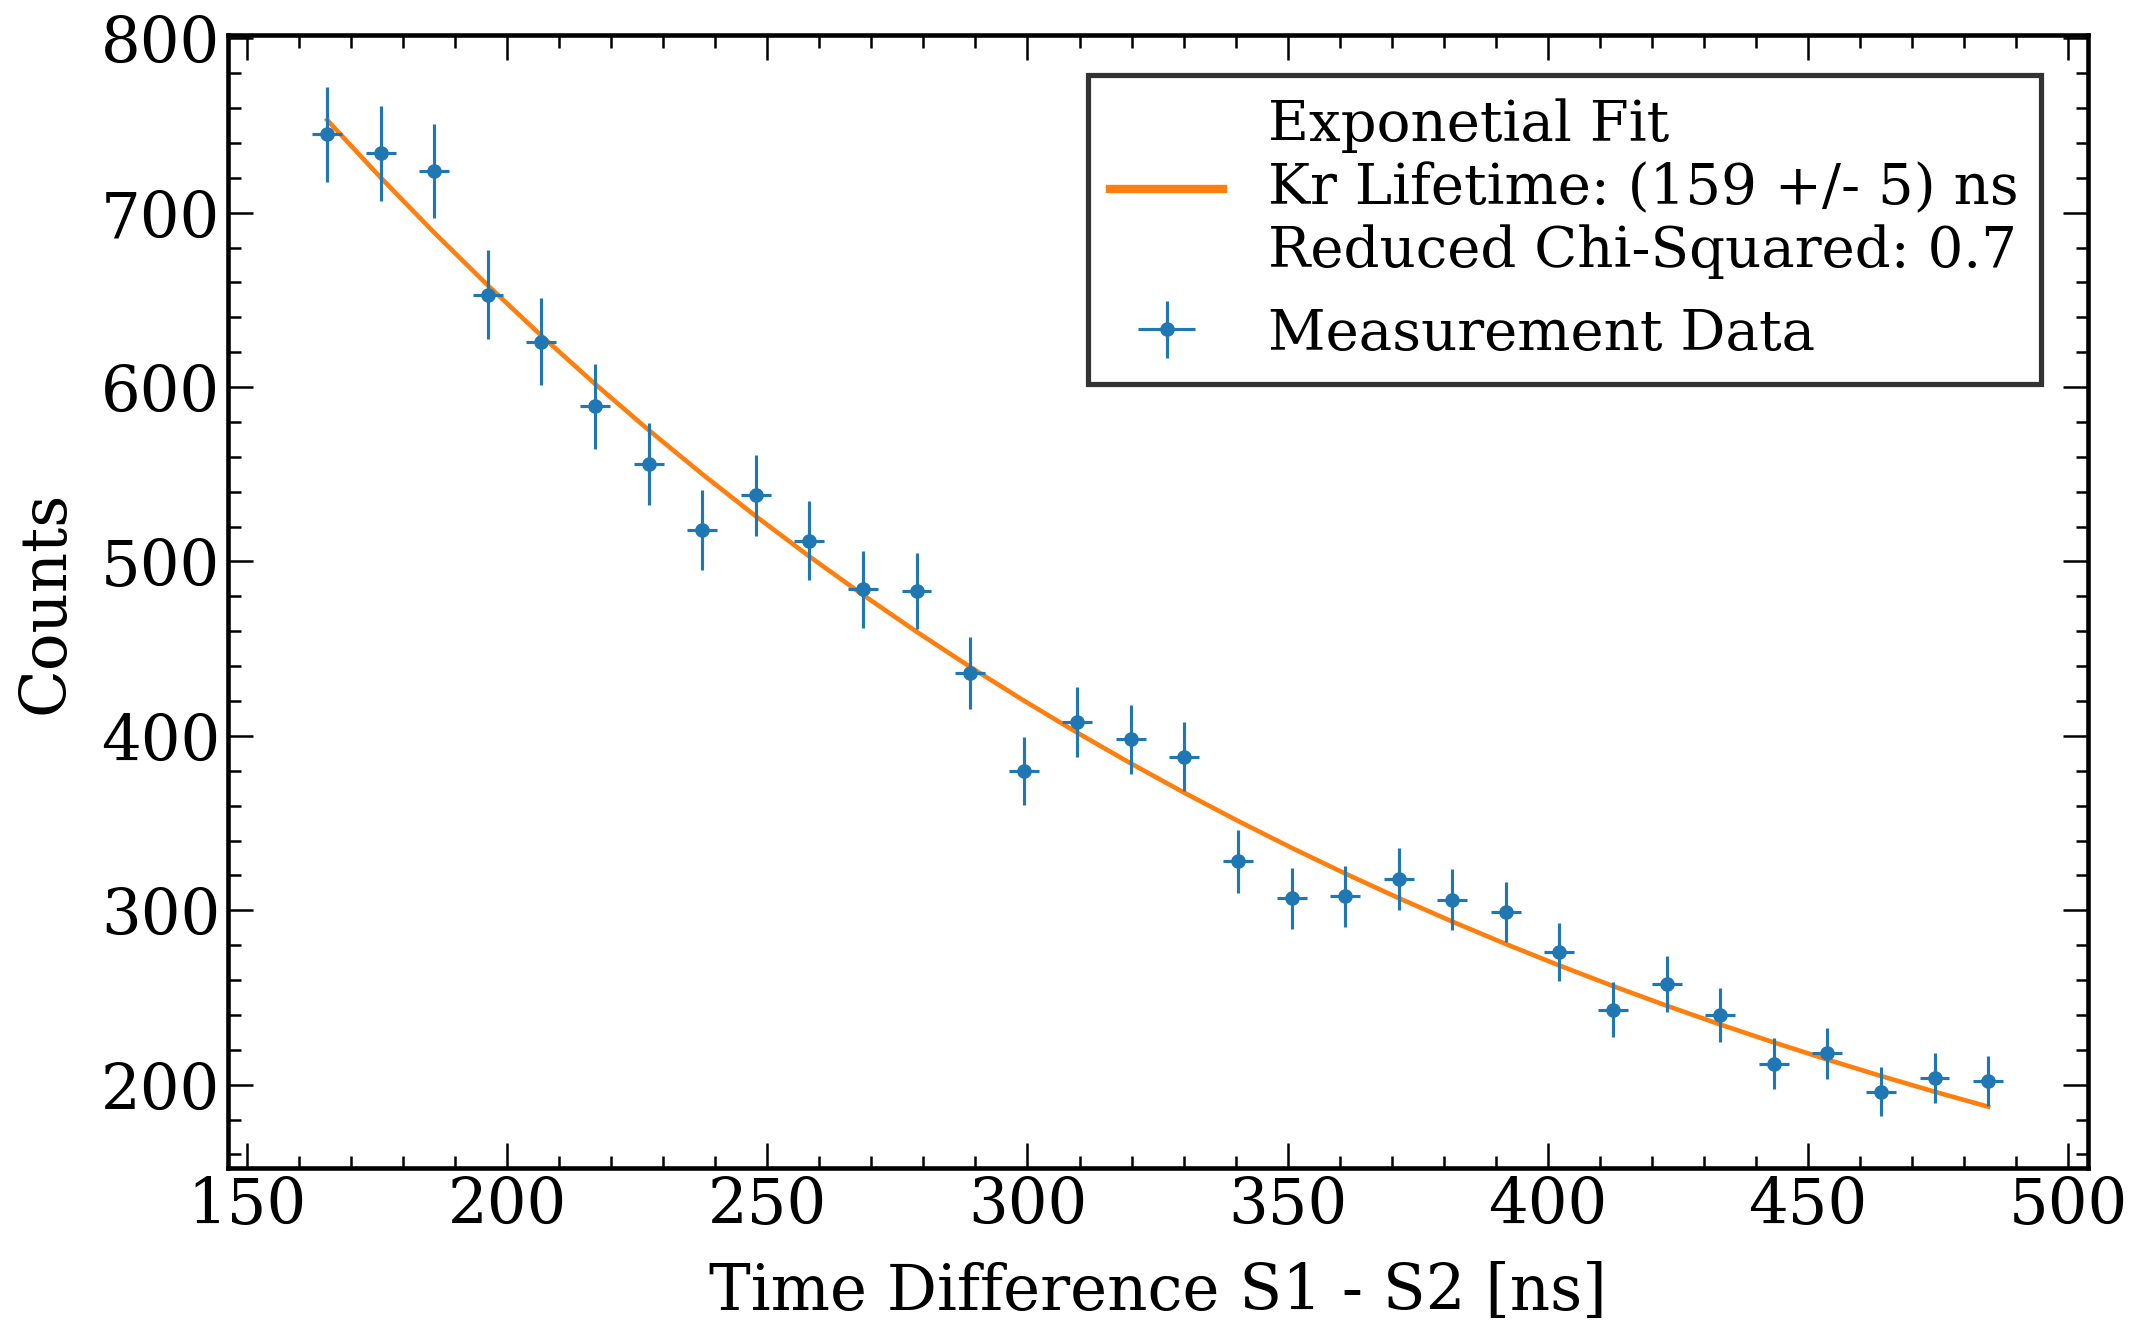 800
700
600
500
400
300
200
Counts
Exponetial Fit
Kr Lifetime: (159 +/- 5) ns
Reduced Chi-Squared: 0.7
Measurement Data
150 200 250 300 350 400 450 500
Time Difference S1 - S2 [ns]